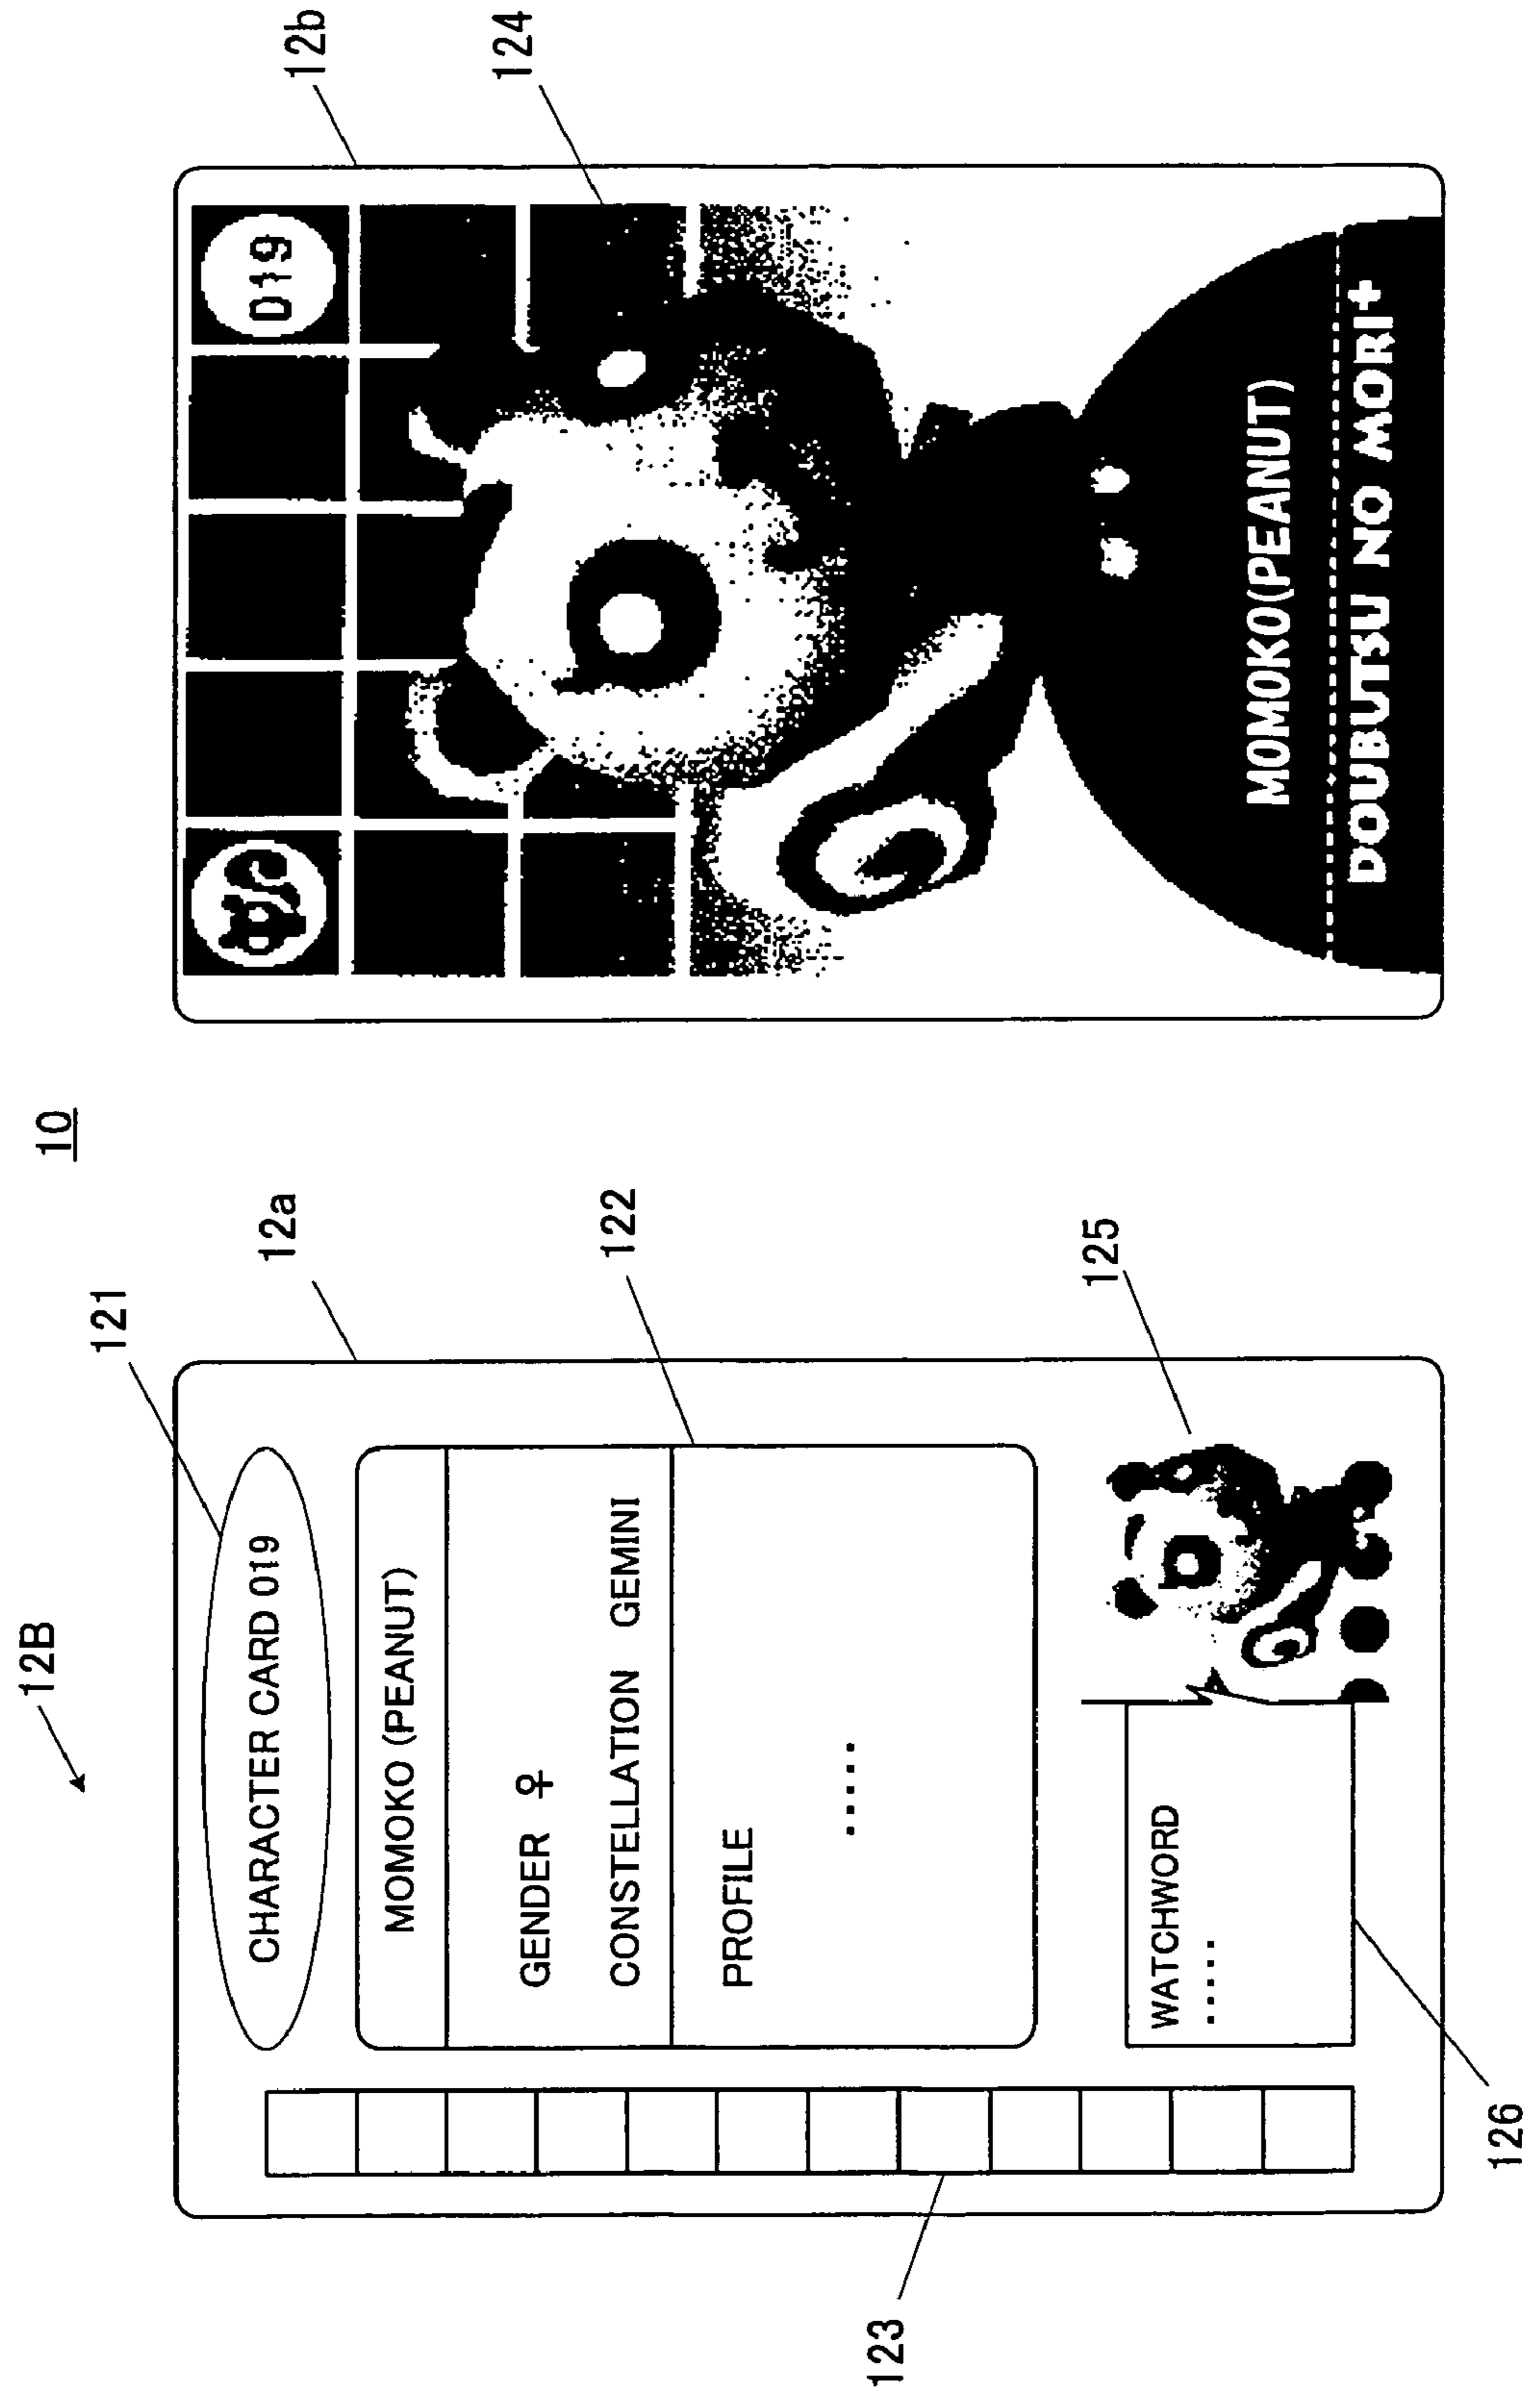 10
12B
121
12a
CHARACTER CARD 019
MOMOKO (PEANUT)
GENDER ♀
CONSTELLATION GEMINI
122
PROFILE
.....
123
WATCHWORD
.....
125
126
12b
124
D19
MOMOKO(PEANUT)
DOUBUTSU NO MORI+